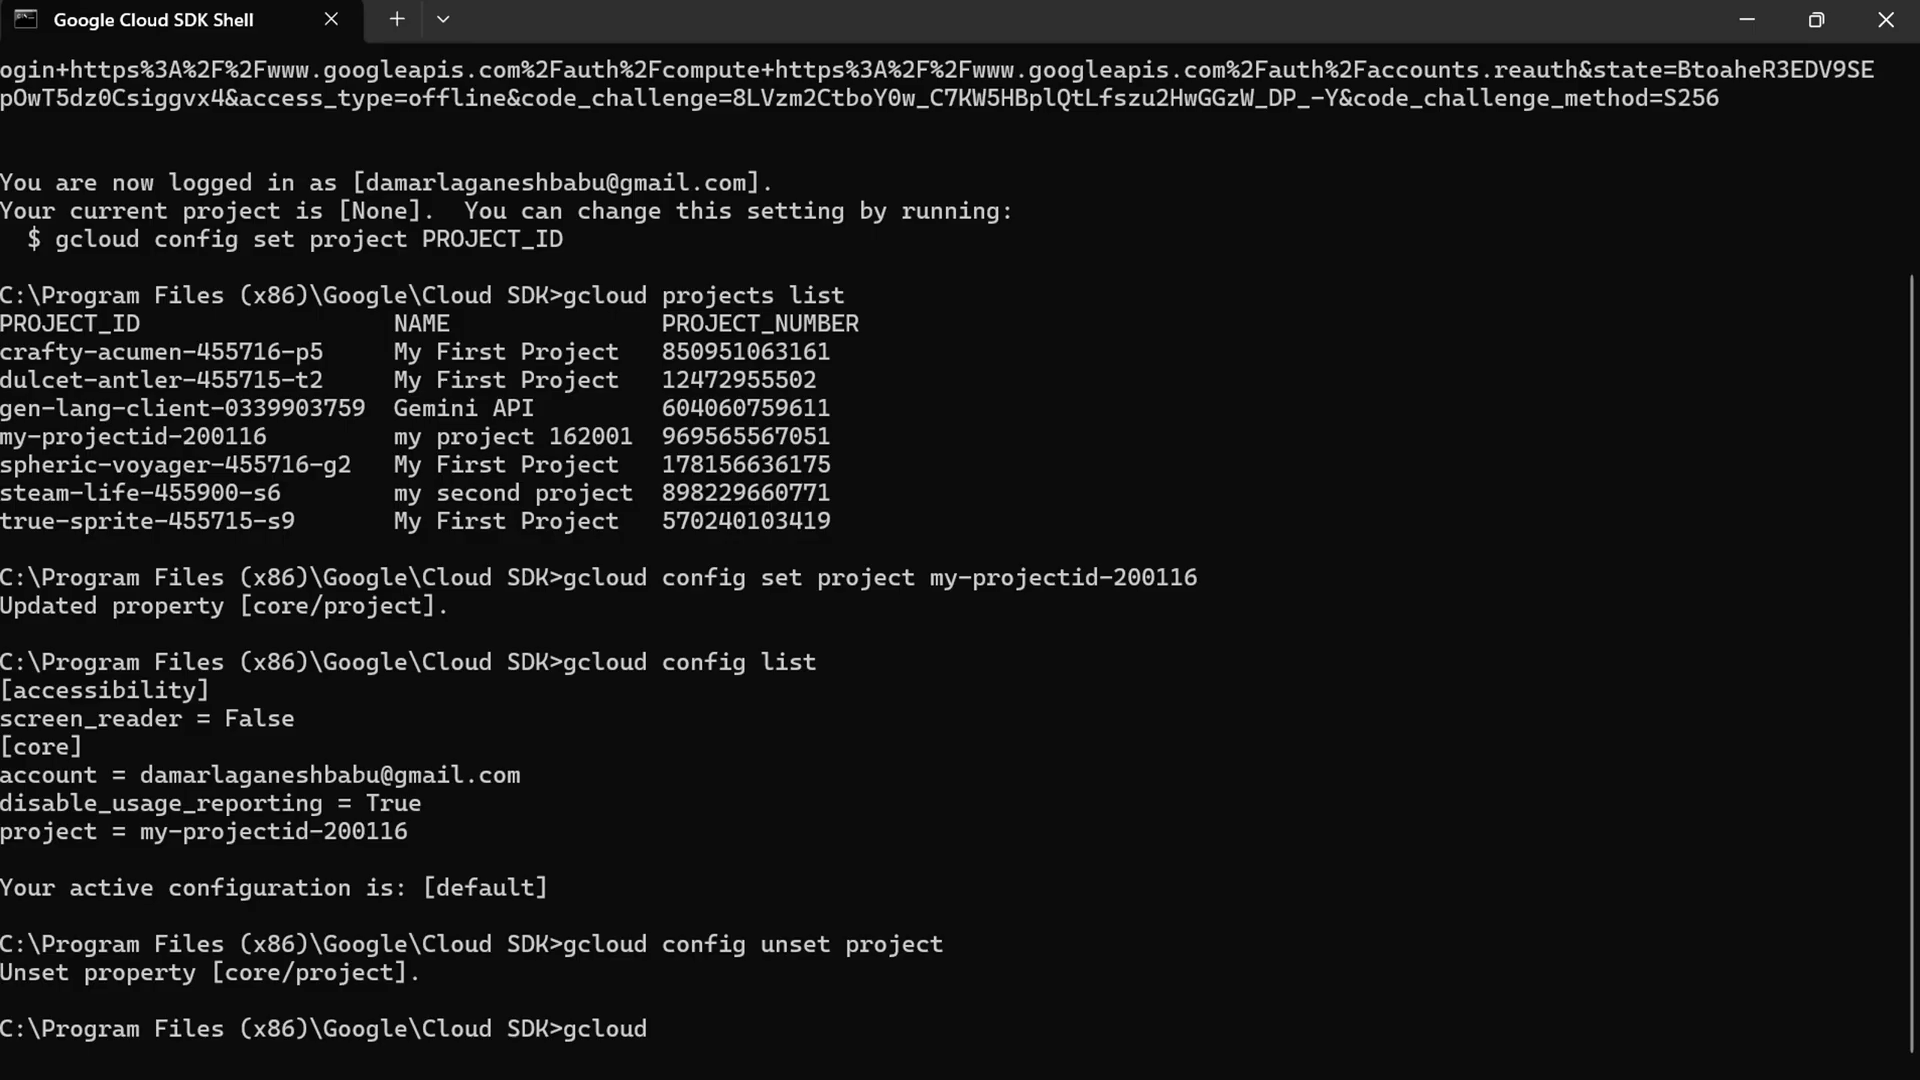 Google Cloud SDK Shell
ogin+https%3A%2F%2Fwww.googleapis.com%2Fauth%2Fcompute+https%3A%2F%2Fwww.googleapis.com%2Fauth%2Faccounts.reauth&state=BtoaheR3EDV9SE
pOwT5dz0Csiggvx4&access_type=offline&code_challenge=8LVzm2CtboY0w_C7KW5HBplQtLfszu2HwGGzW_DP_-Y&code_challenge_method=S256
You are now logged in as [damarlaganeshbabu@gmail.com].
Your current project is [None].  You can change this setting by running:
  $ gcloud config set project PROJECT_ID
C:\Program Files (x86)\Google\Cloud SDK>gcloud projects list
PROJECT_ID                  NAME               PROJECT_NUMBER
crafty-acumen-455716-p5     My First Project   850951063161
dulcet-antler-455715-t2     My First Project   12472955502
gen-lang-client-0339903759  Gemini API         604060759611
my-projectid-200116         my project 162001  969565567051
spheric-voyager-455716-g2   My First Project   178156636175
steam-life-455900-s6        my second project  898229660771
true-sprite-455715-s9       My First Project   570240103419
C:\Program Files (x86)\Google\Cloud SDK>gcloud config set project my-projectid-200116
Updated property [core/project].
C:\Program Files (x86)\Google\Cloud SDK>gcloud config list
[accessibility]
screen_reader = False
[core]
account = damarlaganeshbabu@gmail.com
disable_usage_reporting = True
project = my-projectid-200116
Your active configuration is: [default]
C:\Program Files (x86)\Google\Cloud SDK>gcloud config unset project
Unset property [core/project].
C:\Program Files (x86)\Google\Cloud SDK>gcloud